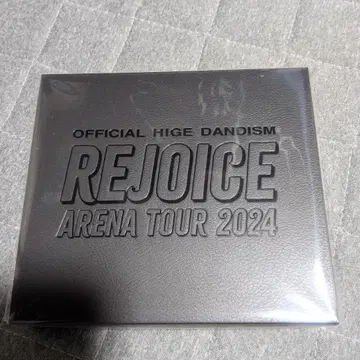 OFFICIAL HIGE DANDISM
REJOICE
ARENA TOUR 2024